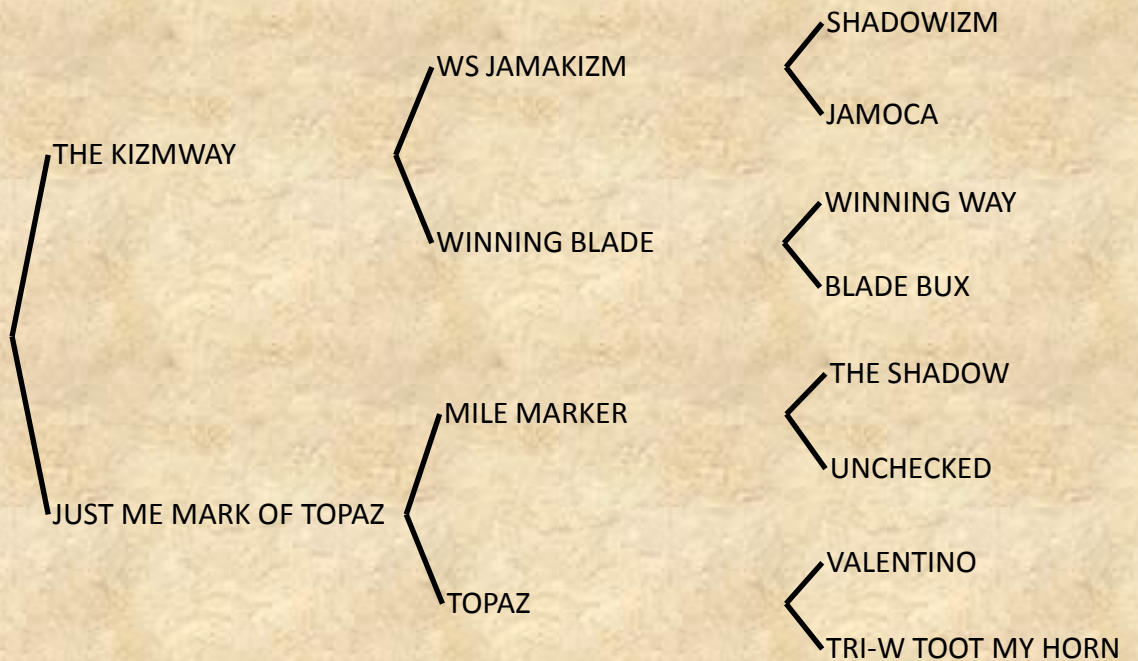 SHADOWIZM
WS JAMAKIZM
JAMOCA
THE KIZMWAY
WINNING WAY
WINNING BLADE
BLADE BUX
THE SHADOW
MILE MARKER
UNCHECKED
JUST ME MARK OF TOPAZ
VALENTINO
TOPAZ
TRI-W TOOT MY HORN